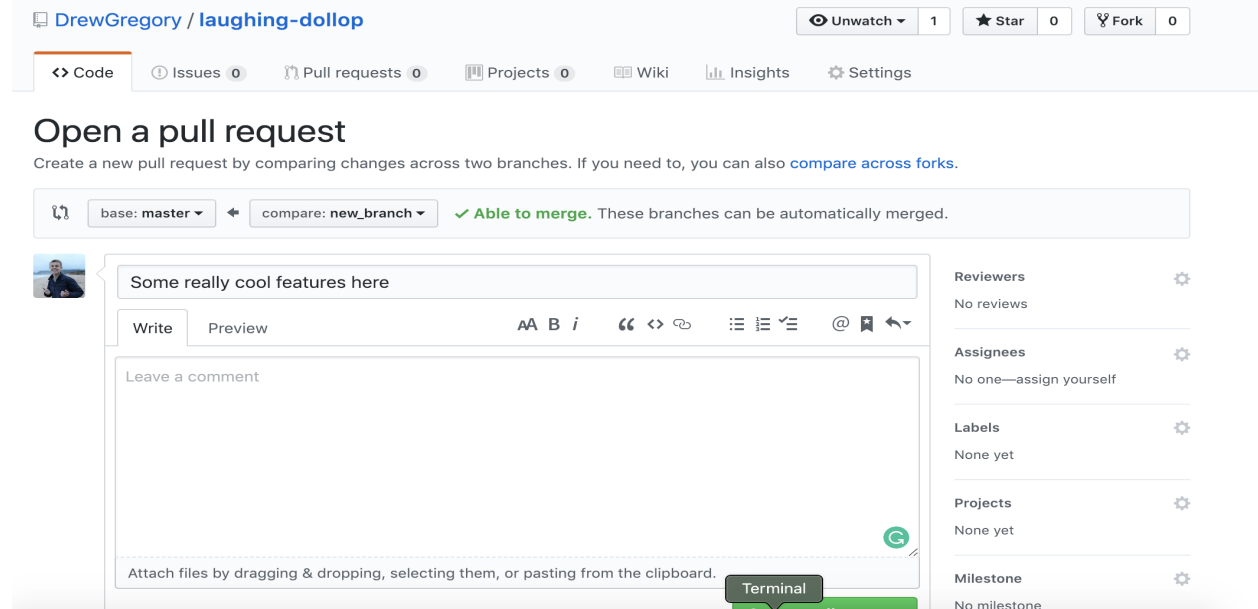 DrewGregory / laughing-dollop
Unwatch 1 Star 0 Fork 0
Code Issues 0 Pull requests 0 Projects 0 Wiki Insights Settings
Open a pull request
Create a new pull request by comparing changes across two branches. If you need to, you can also compare across forks.
base: master compare: new_branch Able to merge. These branches can be automatically merged.
Some really cool features here
Write Preview
AA B i @
Leave a comment
Attach files by dragging & dropping, selecting them, or pasting from the clipboard.
Terminal
Reviewers
No reviews
Assignees
No one—assign yourself
Labels
None yet
Projects
None yet
Milestone
No milestone